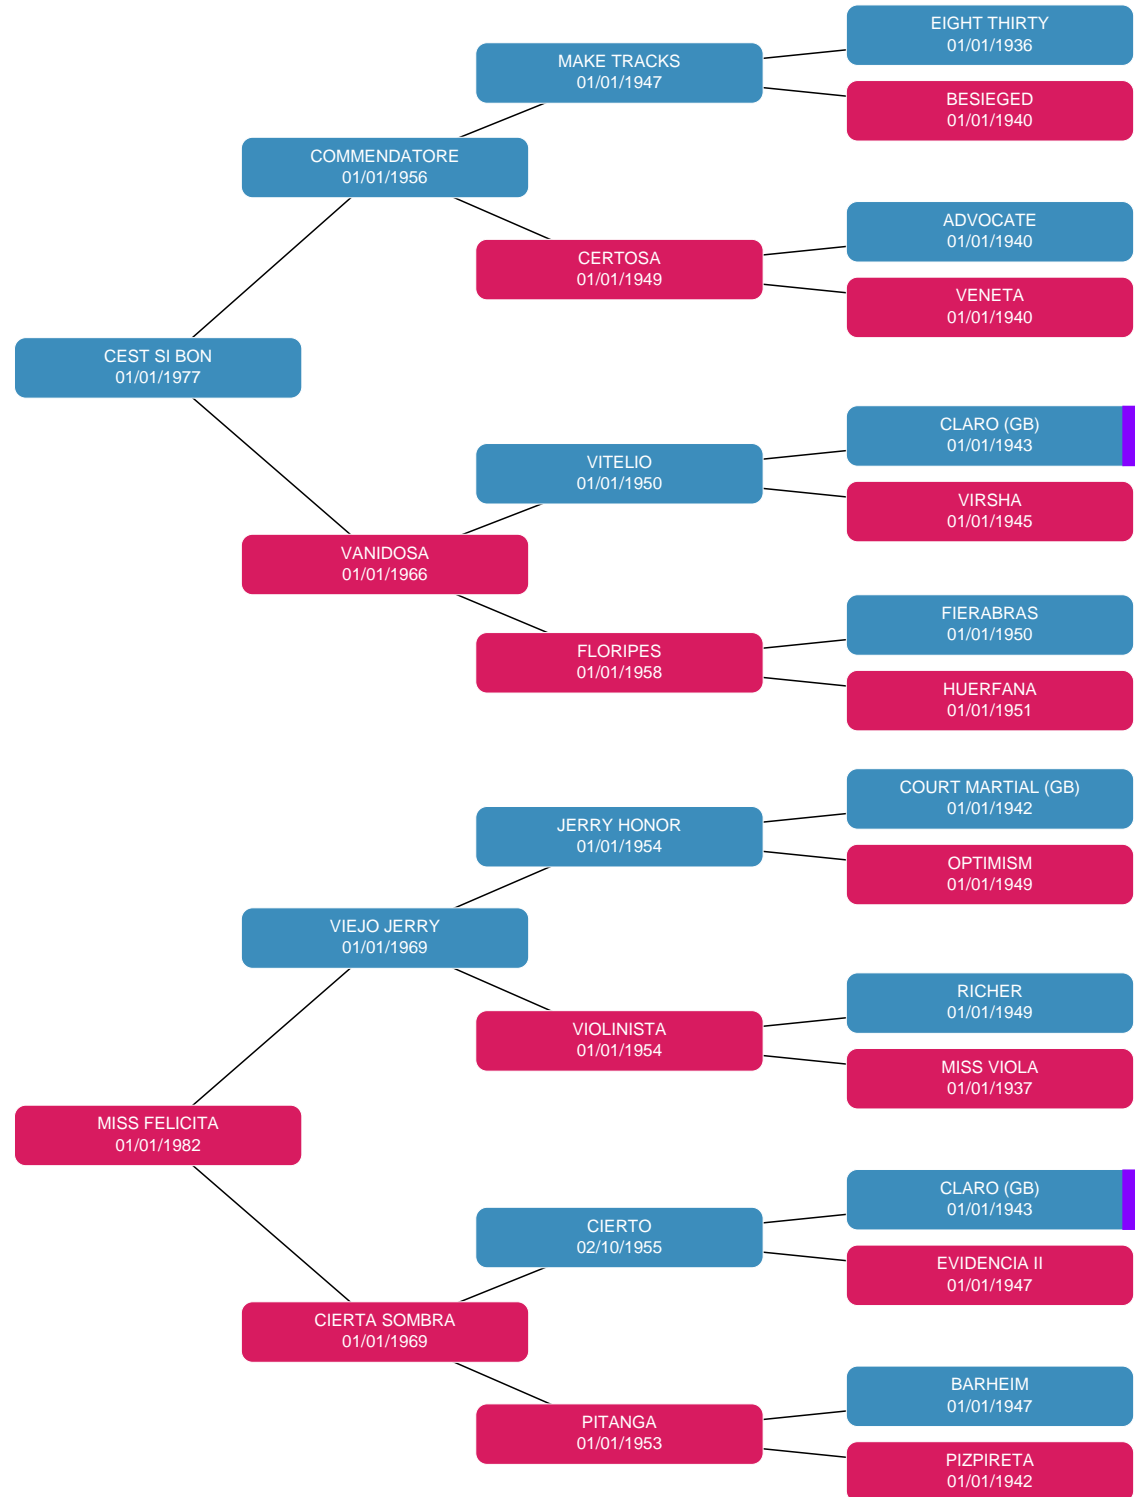 EIGHT THIRTY
01/01/1936
MAKE TRACKS
01/01/1947
BESIEGED
01/01/1940
COMMENDATORE
01/01/1956
ADVOCATE
01/01/1940
CERTOSA
01/01/1949
VENETA
01/01/1940
CEST SI BON
01/01/1977
CLARO (GB)
01/01/1943
VITELIO
01/01/1950
VIRSHA
01/01/1945
VANIDOSA
01/01/1966
FIERABRAS
01/01/1950
FLORIPES
01/01/1958
HUERFANA
01/01/1951
COURT MARTIAL (GB)
01/01/1942
JERRY HONOR
01/01/1954
OPTIMISM
01/01/1949
VIEJO JERRY
01/01/1969
RICHER
01/01/1949
VIOLINISTA
01/01/1954
MISS VIOLA
01/01/1937
MISS FELICITA
01/01/1982
CLARO (GB)
01/01/1943
CIERTO
02/10/1955
EVIDENCIA II
01/01/1947
CIERTA SOMBRA
01/01/1969
BARHEIM
01/01/1947
PITANGA
01/01/1953
PIZPIRETA
01/01/1942